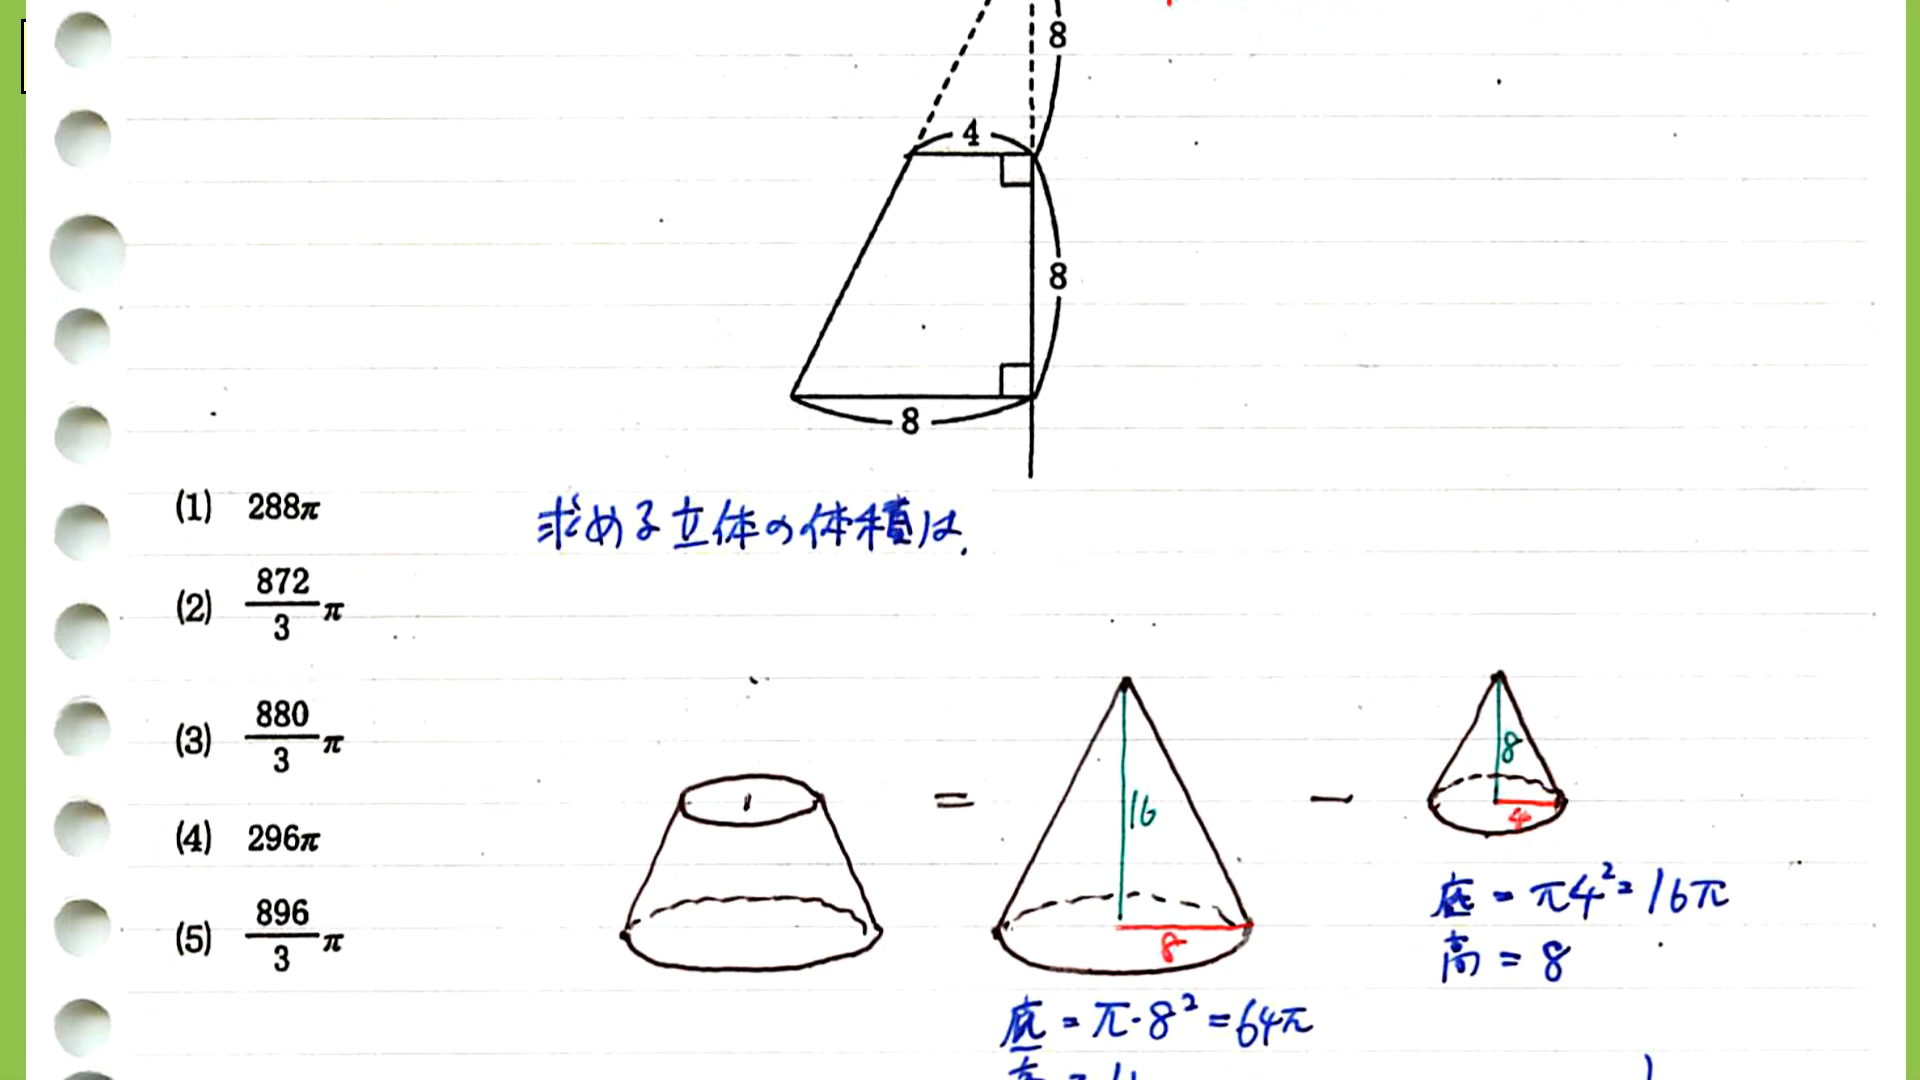 8
4
8
8
(1) 288π
求める立体の体積は、
(2) 872/3 π
(3) 880/3 π
(4) 296π
(5) 896/3 π
=
16
8
−
8
4
底 = π4² = 16π
高 = 8
底 = π・8² = 64π